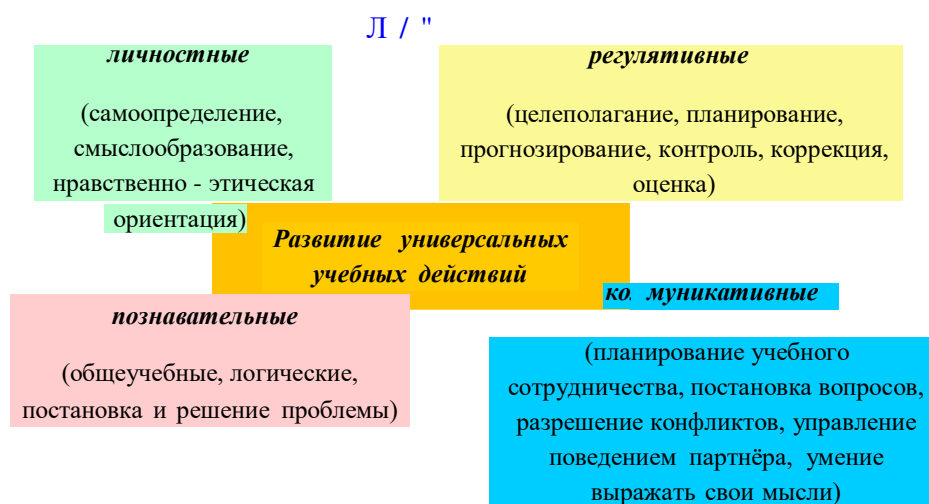 Л / "
личностные
(самоопределение,
смыслообразование,
нравственно - этическая
ориентация)
регулятивные
(целеполагание, планирование,
прогнозирование, контроль, коррекция,
оценка)
Развитие универсальных
учебных действий
познавательные
(общеучебные, логические,
постановка и решение проблемы)
ко. муникативные
(планирование учебного
сотрудничества, постановка вопросов,
разрешение конфликтов, управление
поведением партнёра, умение
выражать свои мысли)